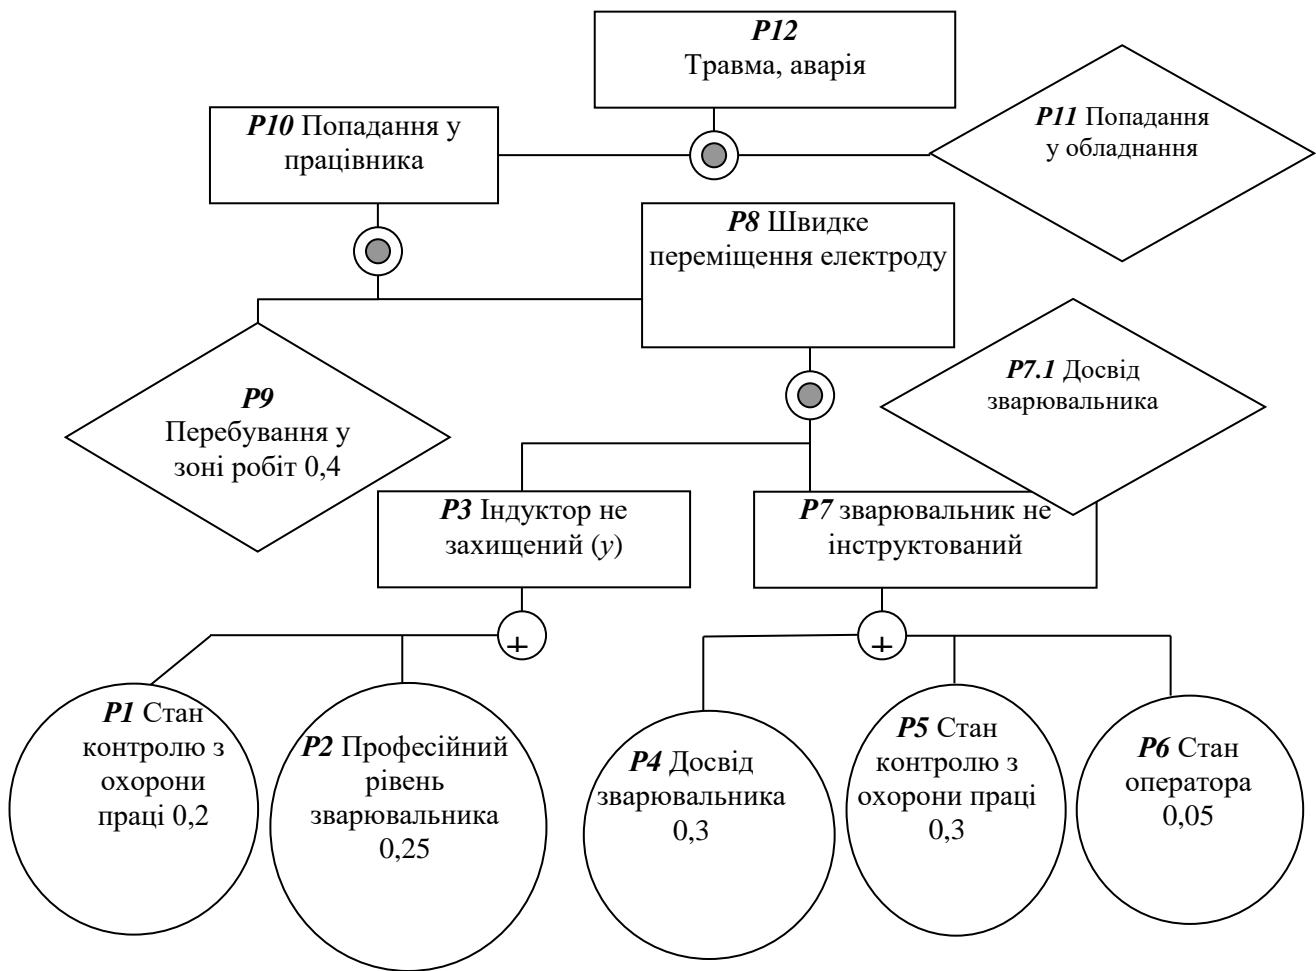 P12
Травма, аварія
P10 Попадання у
працівника
P11 Попадання
у обладнання
P8 Швидке
переміщення електроду
P7.1 Досвід
зварювальника
P9
Перебування у
зоні робіт 0,4
P3 Індуктор не
захищений (у)
P7 зварювальник не
інструктований
+
+
P1 Стан
контролю з
охорони
праці 0,2
P2 Професійний
рівень
зварювальника
0,25
P4 Досвід
зварювальника
0,3
P5 Стан
контролю з
охорони праці
0,3
P6 Стан
оператора
0,05